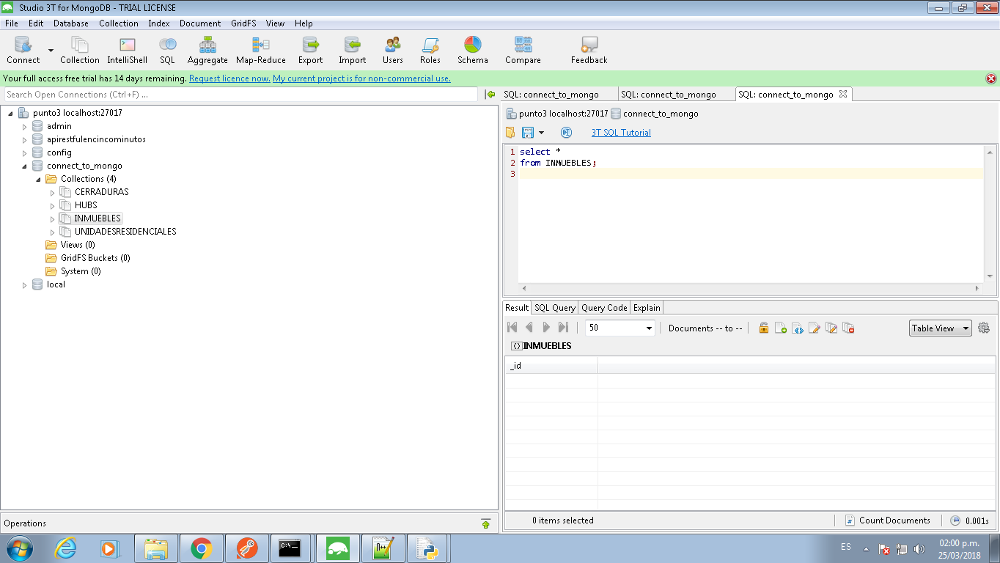 Studio 3T for MongoDB - TRIAL LICENSE
File Edit Database Collection Index Document GridFS View Help
Connect Collection IntelliShell SQL Aggregate Map-Reduce Export Import Users Roles Schema Compare Feedback
Your full access free trial has 14 days remaining. Request licence now. My current project is for non-commercial use.
Search Open Connections (Ctrl+F) ...
punto3 localhost:27017
admin
apirestfulencincominutos
config
connect_to_mongo
Collections (4)
CERRADURAS
HUBS
INMUEBLES
UNIDADESRESIDENCIALES
Views (0)
GridFS Buckets (0)
System (0)
local
Operations
SQL: connect_to_mongo SQL: connect_to_mongo SQL: connect_to_mongo
punto3 localhost:27017 connect_to_mongo
3T SQL Tutorial
1 select *
2 from INMUEBLES;
3
Result SQL Query Query Code Explain
50 Documents -- to -- Table View
INMUEBLES
_id
0 items selected Count Documents 0.001s
C:\_
ES 02:00 p.m.
25/03/2018